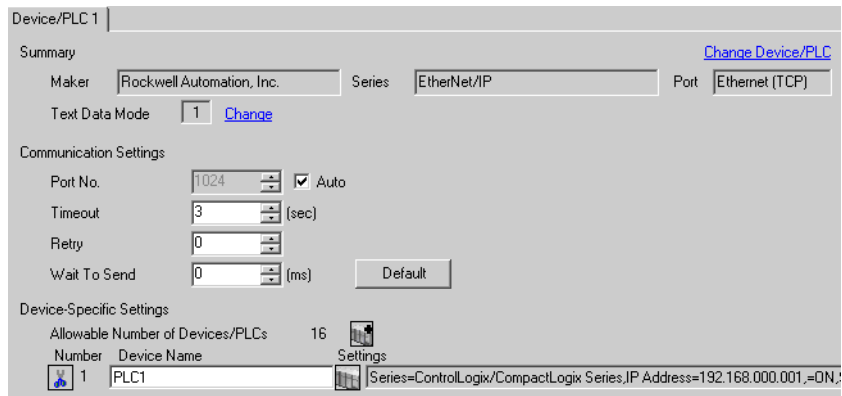 Device/PLC 1
Summary Change Device/PLC
Maker Rockwell Automation, Inc. Series EtherNet/IP Port Ethernet (TCP)
Text Data Mode 1 Change
Communication Settings
Port No. 1024 Auto
Timeout 3 (sec)
Retry 0
Wait To Send 0 (ms) Default
Device-Specific Settings
Allowable Number of Devices/PLCs 16
Number Device Name Settings
1 PLC1 Series=ControlLogix/CompactLogix Series,IP Address=192.168.000.001,=ON,